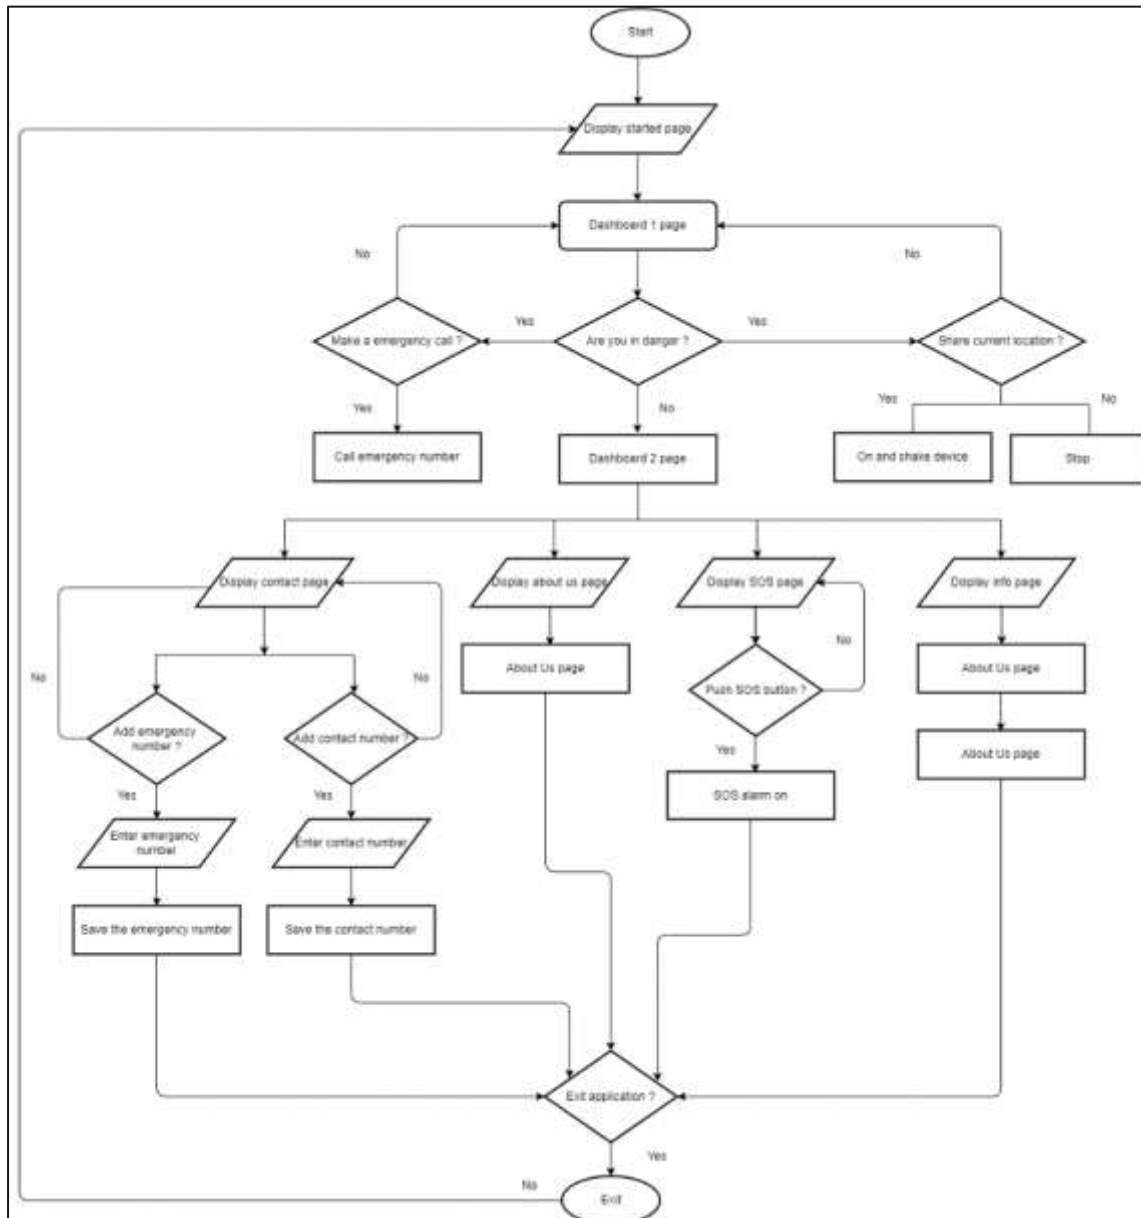 Start
Display started page
Dashboard 1 page
No
No
Make a emergency call ?
Yes
Are you in danger ?
Yes
Share current location ?
Yes
No
Yes
No
Call emergency number
Dashboard 2 page
On and shake device
Stop
Display contact page
Display about us page
Display SOS page
Display info page
No
No
About Us page
No
About Us page
Add emergency
number ?
Add contact number ?
Push SOS button ?
Yes
About Us page
Yes
Yes
SOS alarm on
Enter emergency
number
Enter contact number
Save the emergency number
Save the contact number
Exit application ?
Yes
No
Exit